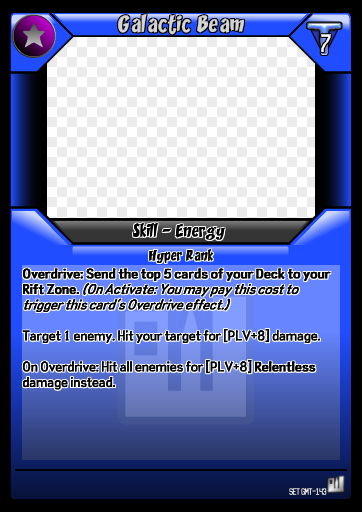 Galactic Beam
7
Skill - Energy
Hyper Rank
Overdrive: Send the top 5 cards of your Deck to your
Rift Zone. (On Activate: You may pay this cost to
trigger this card's Overdrive effect.)
Target 1 enemy. Hit your target for [PLV+8] damage.
On Overdrive: Hit all enemies for [PLV+8] Relentless
damage instead.
SET GMT-143